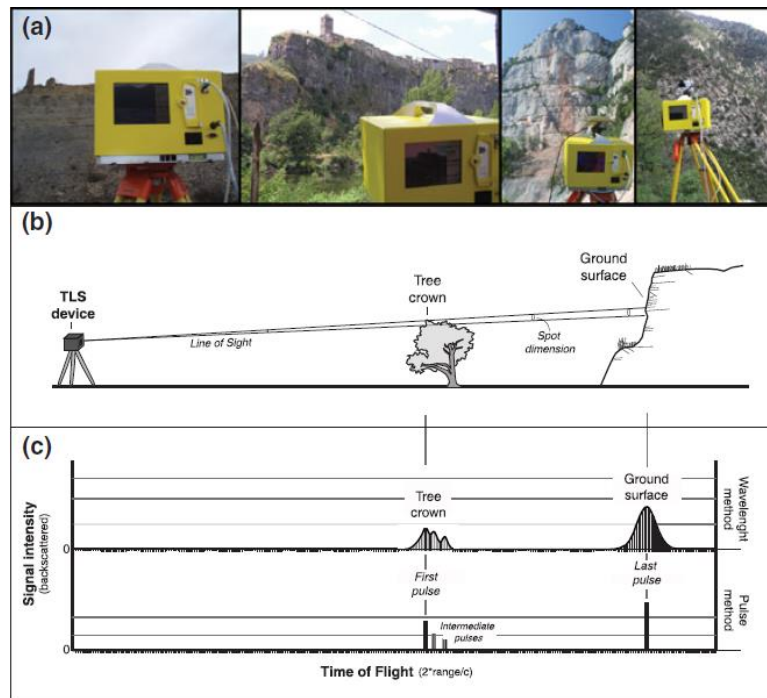 (a)
(b)
TLS
device
Line of Sight
Tree
crown
Spot
dimension
Ground
surface
(c)
Signal intensity
(backscattered)
0
0
Tree
crown
Ground
surface
First
pulse
Intermediate
pulses
Last
pulse
Wavelenght
method
Pulse
method
Time of Flight (2*range/c)